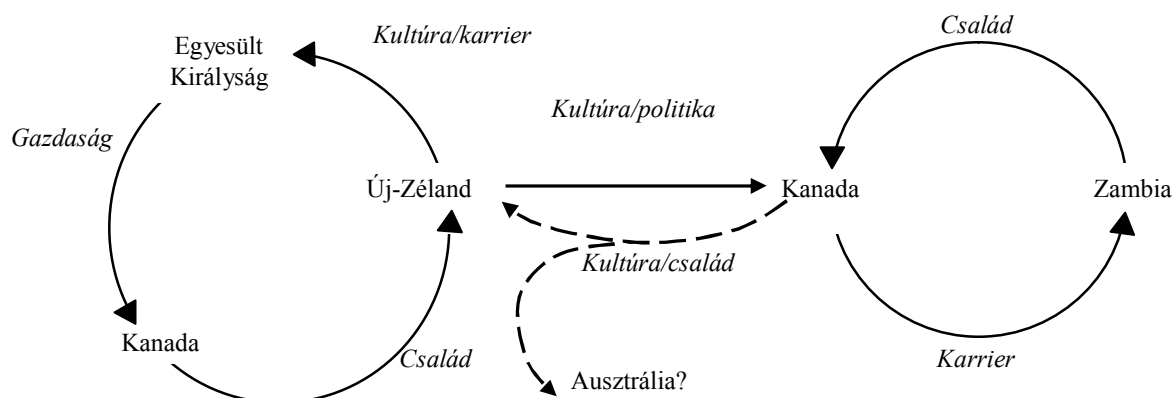 Egyesült
Királyság
Kultúra/karrier
Család
Gazdaság
Kultúra/politika
Új-Zéland
Kanada
Zambia
Kultúra/család
Kanada
Család
Ausztrália?
Karrier